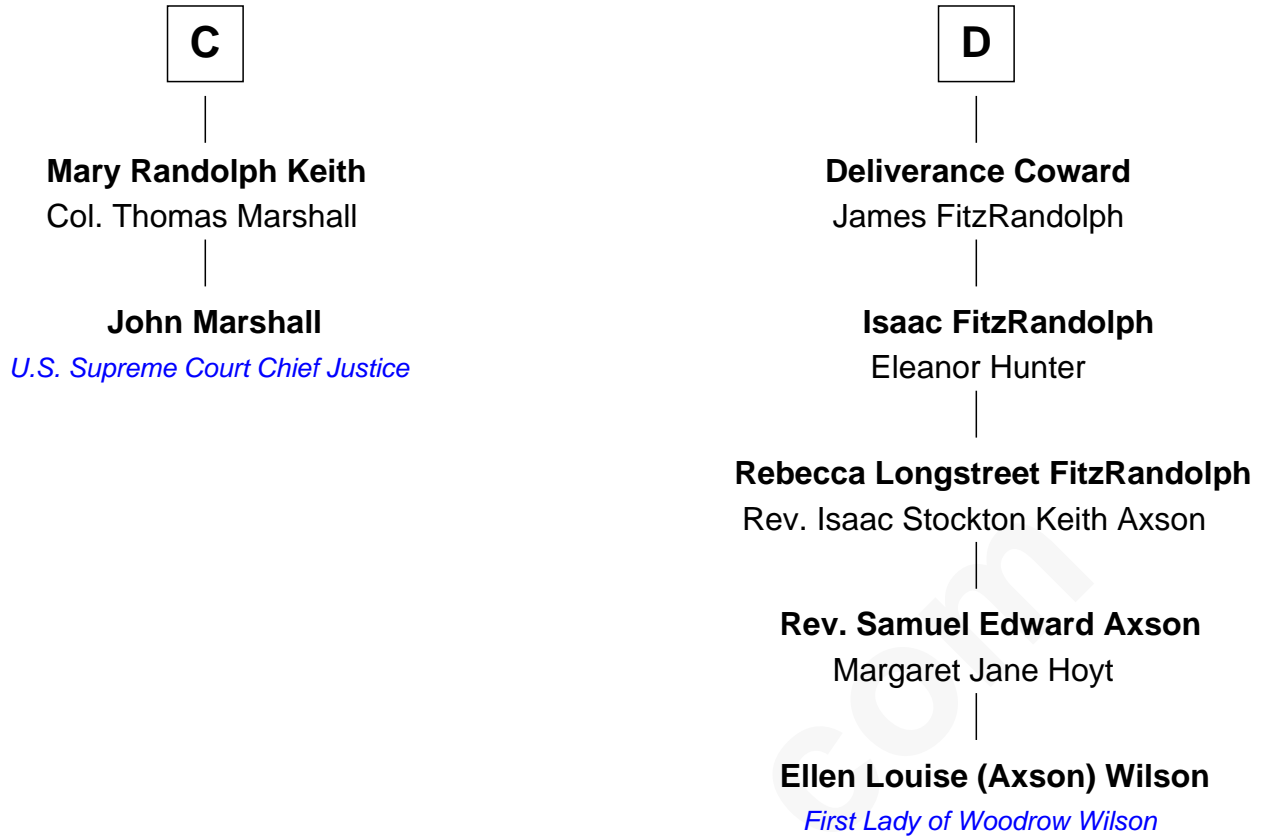 C
Mary Randolph Keith
Col. Thomas Marshall
John Marshall
U.S. Supreme Court Chief Justice
D
Deliverance Coward
James FitzRandolph
Isaac FitzRandolph
Eleanor Hunter
Rebecca Longstreet FitzRandolph
Rev. Isaac Stockton Keith Axson
Rev. Samuel Edward Axson
Margaret Jane Hoyt
Ellen Louise (Axson) Wilson
First Lady of Woodrow Wilson
com